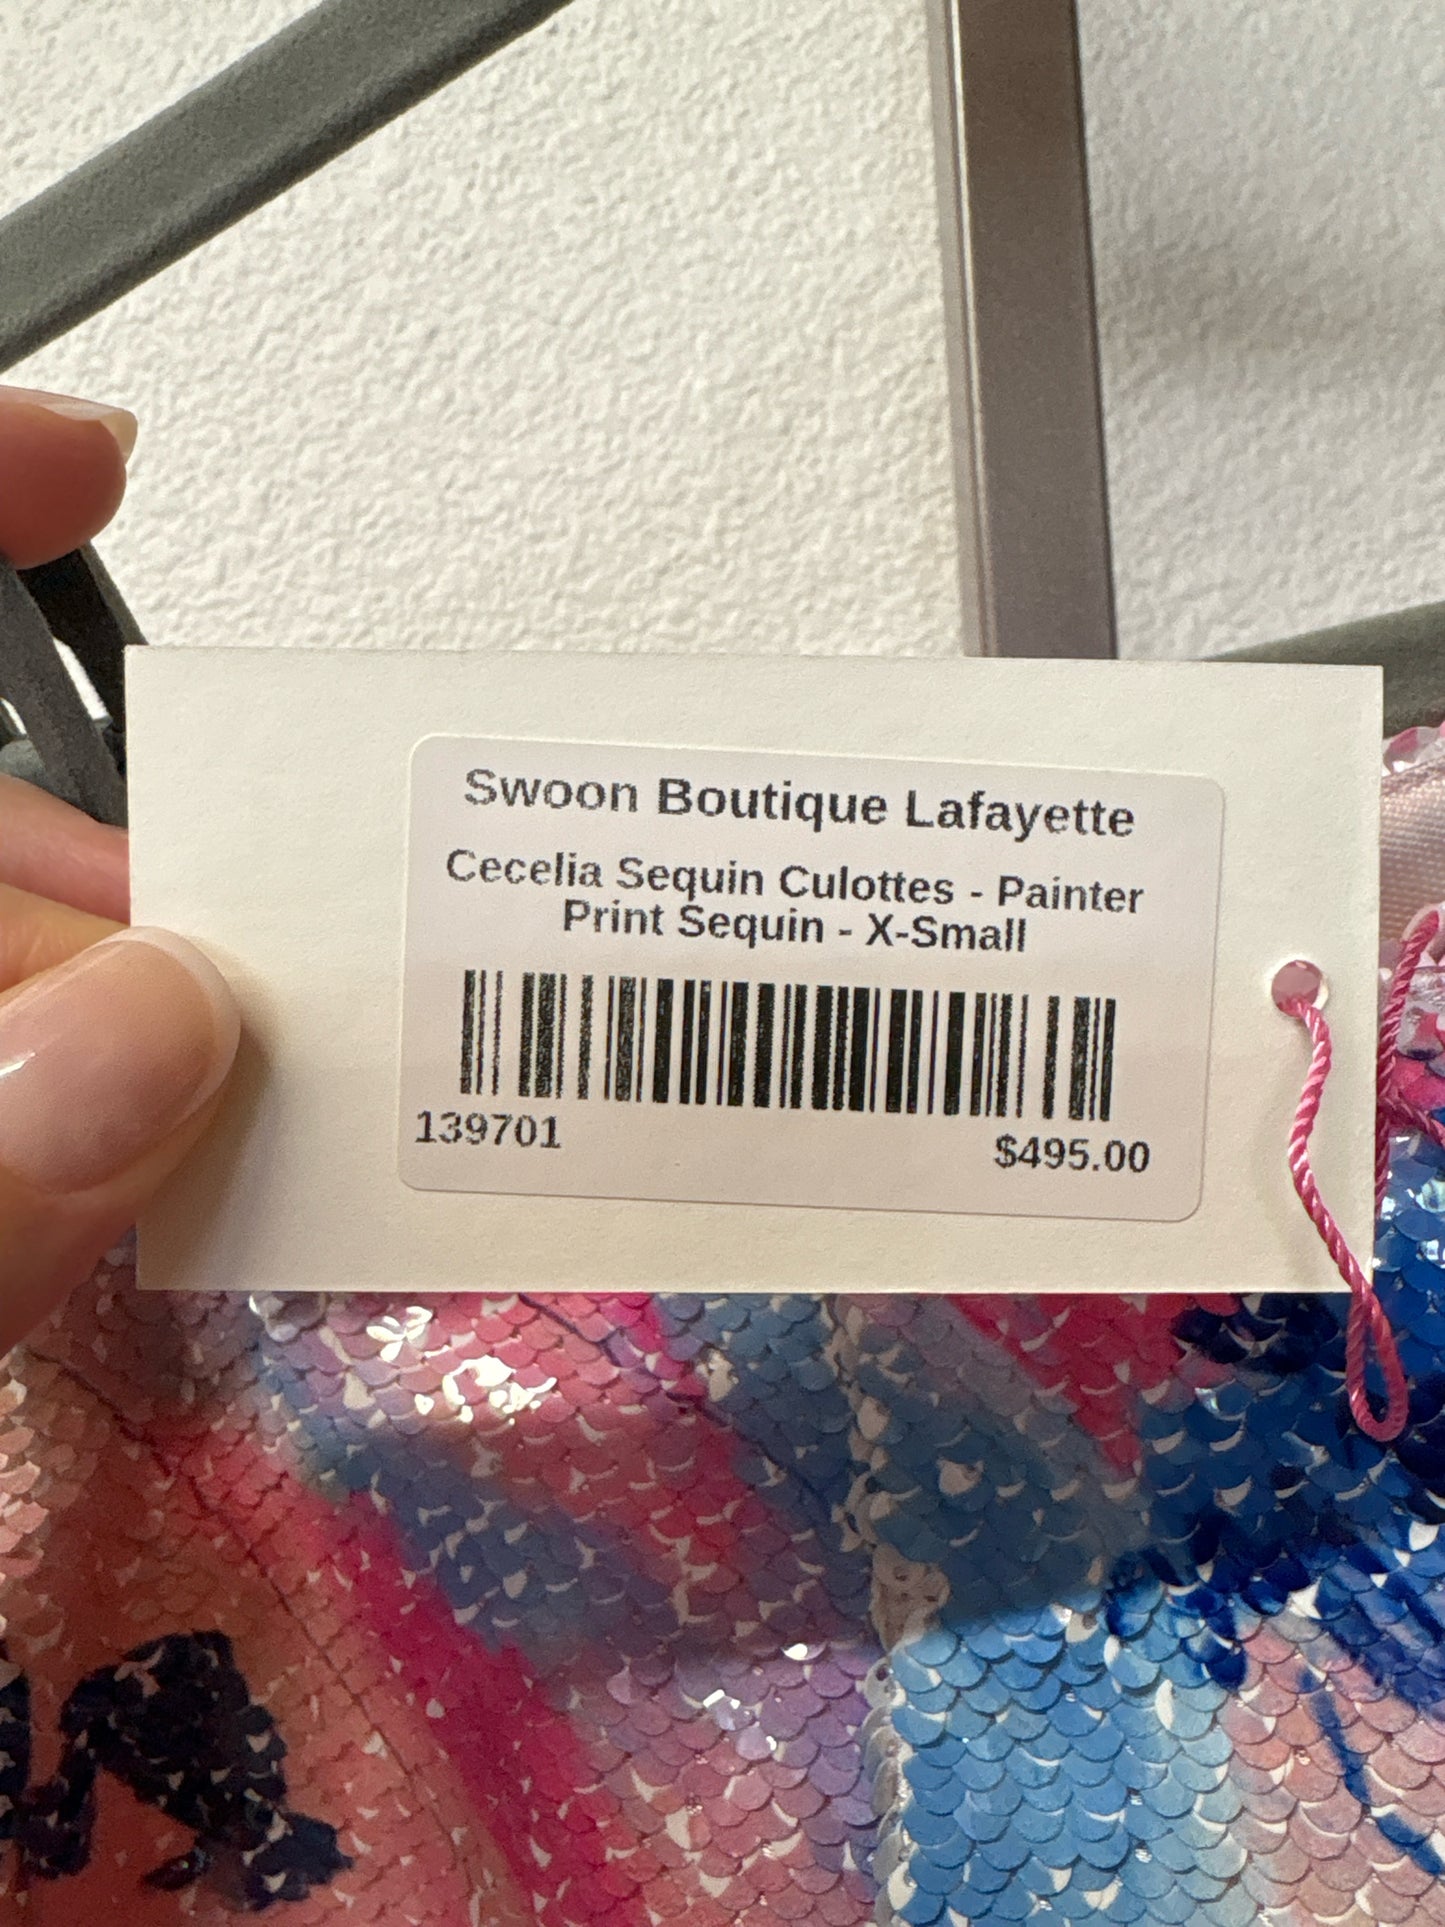 Swoon Boutique Lafayette
Cecelia Sequin Culottes - Painter
Print Sequin - X-Small
139701
$495.00